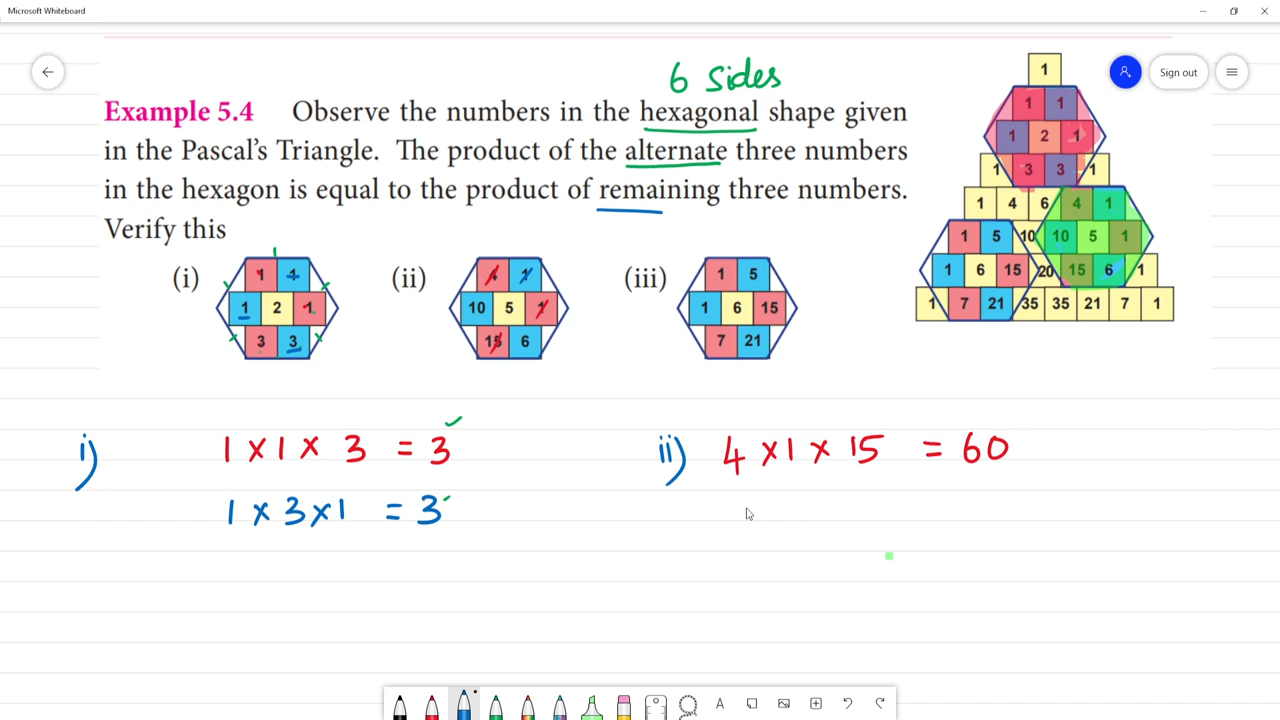 Microsoft Whiteboard
Sign out
6 sides
Example 5.4 Observe the numbers in the hexagonal shape given
in the Pascal's Triangle. The product of the alternate three numbers
in the hexagon is equal to the product of remaining three numbers.
Verify this
1
1 1
1 2 1
1 3 3 1
1 4 6 4 1
1 5 10 10 5 1
1 6 15 20 15 6 1
1 7 21 35 35 21 7 1
(i) 1 1
1 2 1
3 3
(ii) 4 1
10 5 1
15 6
(iii) 1 5
1 6 15
7 21
i) 1 x 1 x 3 = 3
1 x 3 x 1 = 3
ii) 4 x 1 x 15 = 60
A